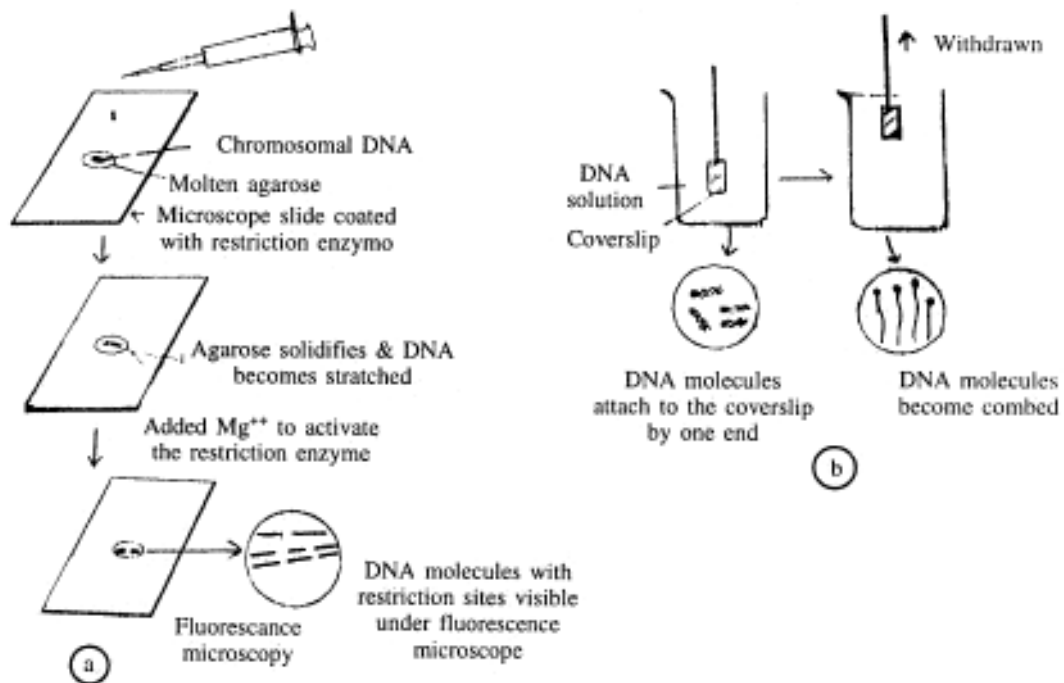 Chromosomal DNA
Molten agarose
Microscope slide coated
with restriction enzymo
Agarose solidifies & DNA
becomes stretched
Added Mg⁺⁺ to activate
the restriction enzyme
Fluorescance
microscopy
DNA molecules with
restriction sites visible
under fluorescence
microscope
a
Withdrawn
DNA
solution
Coverslip
DNA molecules
attach to the coverslip
by one end
DNA molecules
become combed
b